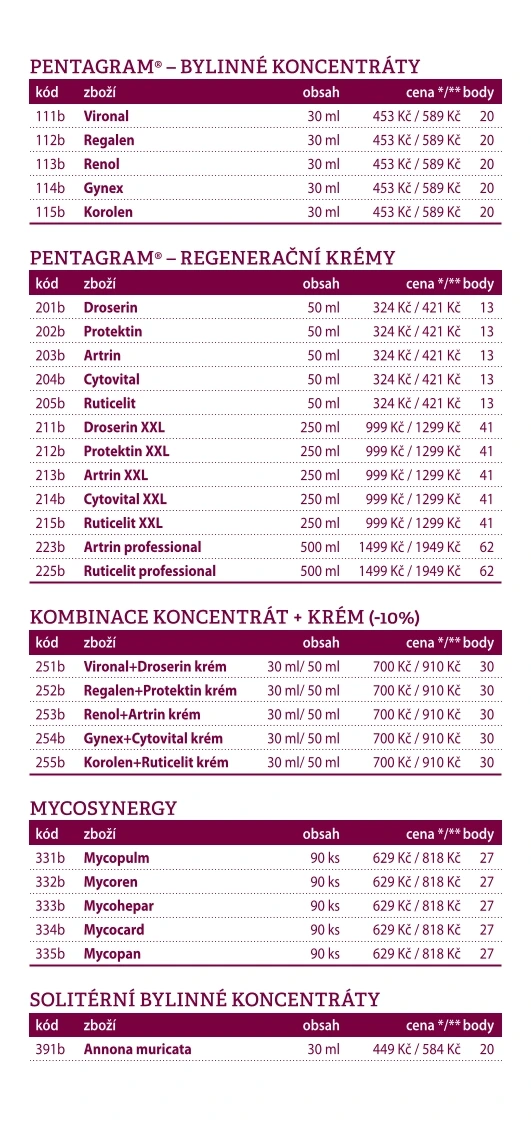 PENTAGRAM® – BYLINNÉ KONCENTRÁTY
kód zboží obsah cena */** body
111b Vironal 30 ml 453 Kč / 589 Kč 20
112b Regalen 30 ml 453 Kč / 589 Kč 20
113b Renol 30 ml 453 Kč / 589 Kč 20
114b Gynex 30 ml 453 Kč / 589 Kč 20
115b Korolen 30 ml 453 Kč / 589 Kč 20
PENTAGRAM® – REGENERAČNÍ KRÉMY
kód zboží obsah cena */** body
201b Droserin 50 ml 324 Kč / 421 Kč 13
202b Protektin 50 ml 324 Kč / 421 Kč 13
203b Artrin 50 ml 324 Kč / 421 Kč 13
204b Cytovital 50 ml 324 Kč / 421 Kč 13
205b Ruticelit 50 ml 324 Kč / 421 Kč 13
211b Droserin XXL 250 ml 999 Kč / 1299 Kč 41
212b Protektin XXL 250 ml 999 Kč / 1299 Kč 41
213b Artrin XXL 250 ml 999 Kč / 1299 Kč 41
214b Cytovital XXL 250 ml 999 Kč / 1299 Kč 41
215b Ruticelit XXL 250 ml 999 Kč / 1299 Kč 41
223b Artrin professional 500 ml 1499 Kč / 1949 Kč 62
225b Ruticelit professional 500 ml 1499 Kč / 1949 Kč 62
KOMBINACE KONCENTRÁT + KRÉM (-10%)
kód zboží obsah cena */** body
251b Vironal+Droserin krém 30 ml/ 50 ml 700 Kč / 910 Kč 30
252b Regalen+Protektin krém 30 ml/ 50 ml 700 Kč / 910 Kč 30
253b Renol+Artrin krém 30 ml/ 50 ml 700 Kč / 910 Kč 30
254b Gynex+Cytovital krém 30 ml/ 50 ml 700 Kč / 910 Kč 30
255b Korolen+Ruticelit krém 30 ml/ 50 ml 700 Kč / 910 Kč 30
MYCOSYNERGY
kód zboží obsah cena */** body
331b Mycopulm 90 ks 629 Kč / 818 Kč 27
332b Mycoren 90 ks 629 Kč / 818 Kč 27
333b Mycohepar 90 ks 629 Kč / 818 Kč 27
334b Mycocard 90 ks 629 Kč / 818 Kč 27
335b Mycopan 90 ks 629 Kč / 818 Kč 27
SOLITÉRNÍ BYLINNÉ KONCENTRÁTY
kód zboží obsah cena */** body
391b Annona muricata 30 ml 449 Kč / 584 Kč 20